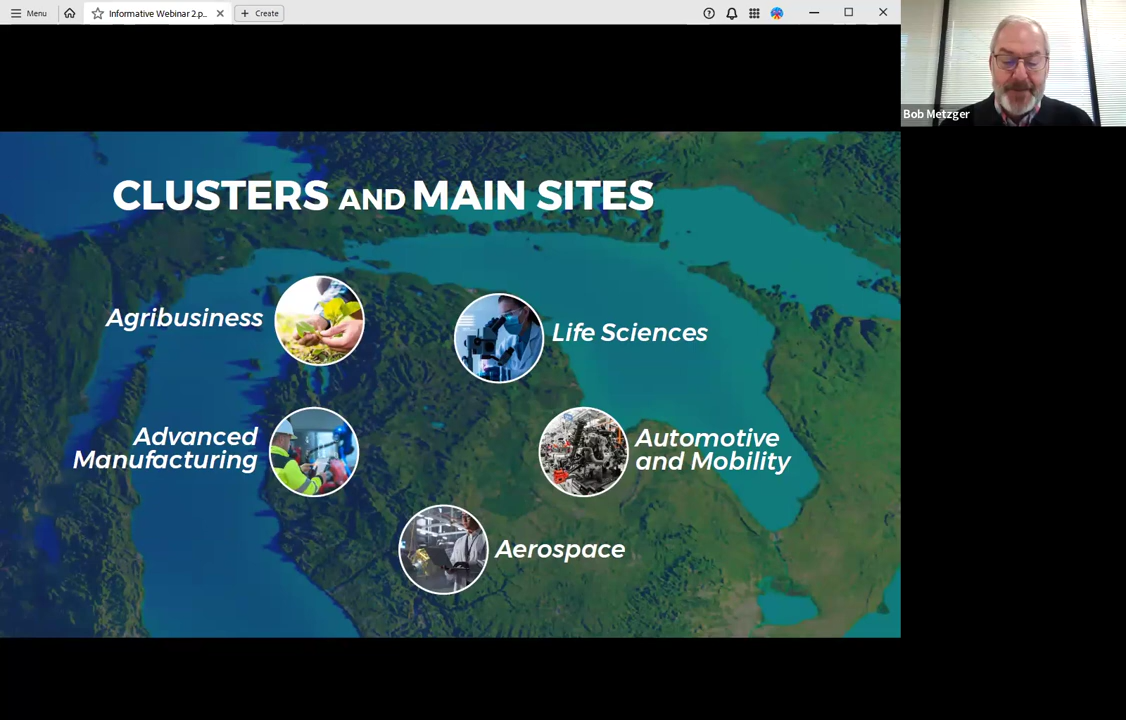 Menu
Informative Webinar 2.p...
Create
Bob Metzger
CLUSTERS AND MAIN SITES
Agribusiness
Life Sciences
Advanced
Manufacturing
Automotive
and Mobility
Aerospace